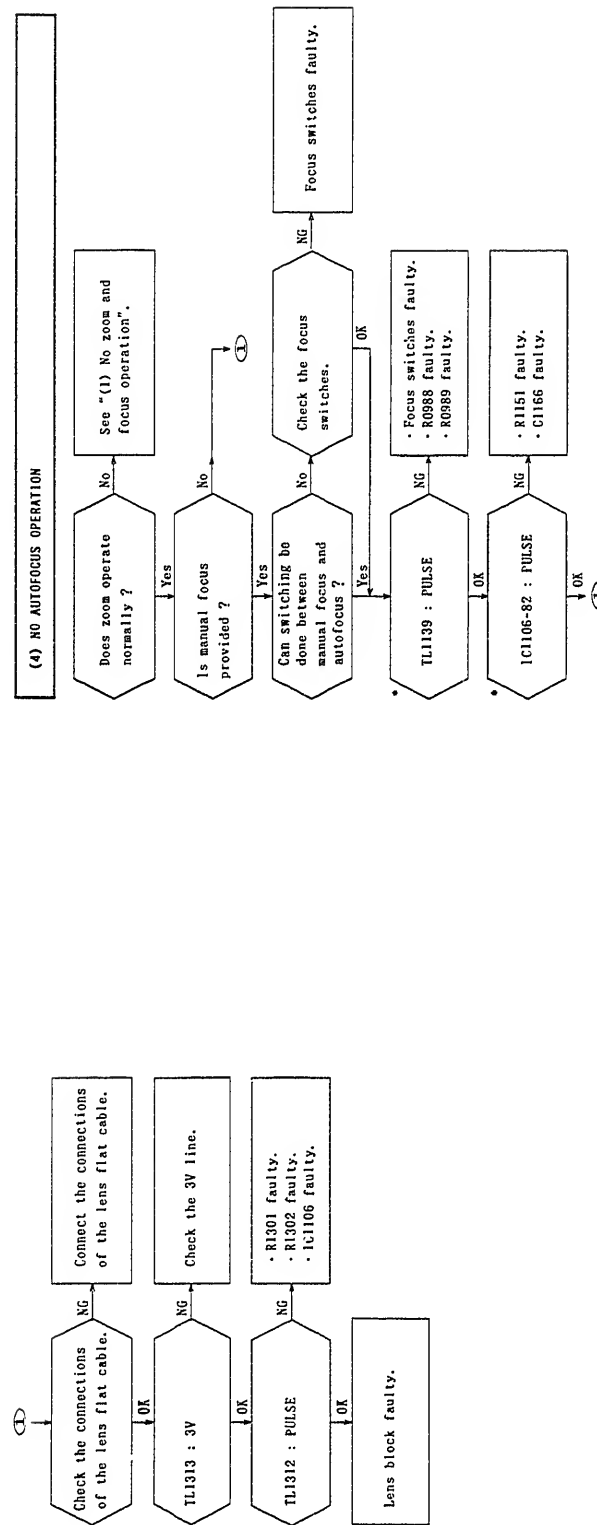 (4) NO AUTOFOCUS OPERATION
Does zoom operate
normally ?
No
See "(1) No zoom and
focus operation".
Yes
Is manual focus
provided ?
No
1
Yes
Can switching be
done between
manual focus and
autofocus ?
No
Check the focus
switches.
NG
Focus switches faulty.
OK
Yes
*
TL1139 : PULSE
NG
· Focus switches faulty.
· R0988 faulty.
· R0989 faulty.
OK
*
IC1106-82 : PULSE
NG
· R1151 faulty.
· C1166 faulty.
OK
1
1
Check the connections
of the lens flat cable.
NG
Connect the connections
of the lens flat cable.
OK
TL1313 : 3V
NG
Check the 3V line.
OK
TL1312 : PULSE
NG
· R1301 faulty.
· R1302 faulty.
· IC1106 faulty.
OK
Lens block faulty.